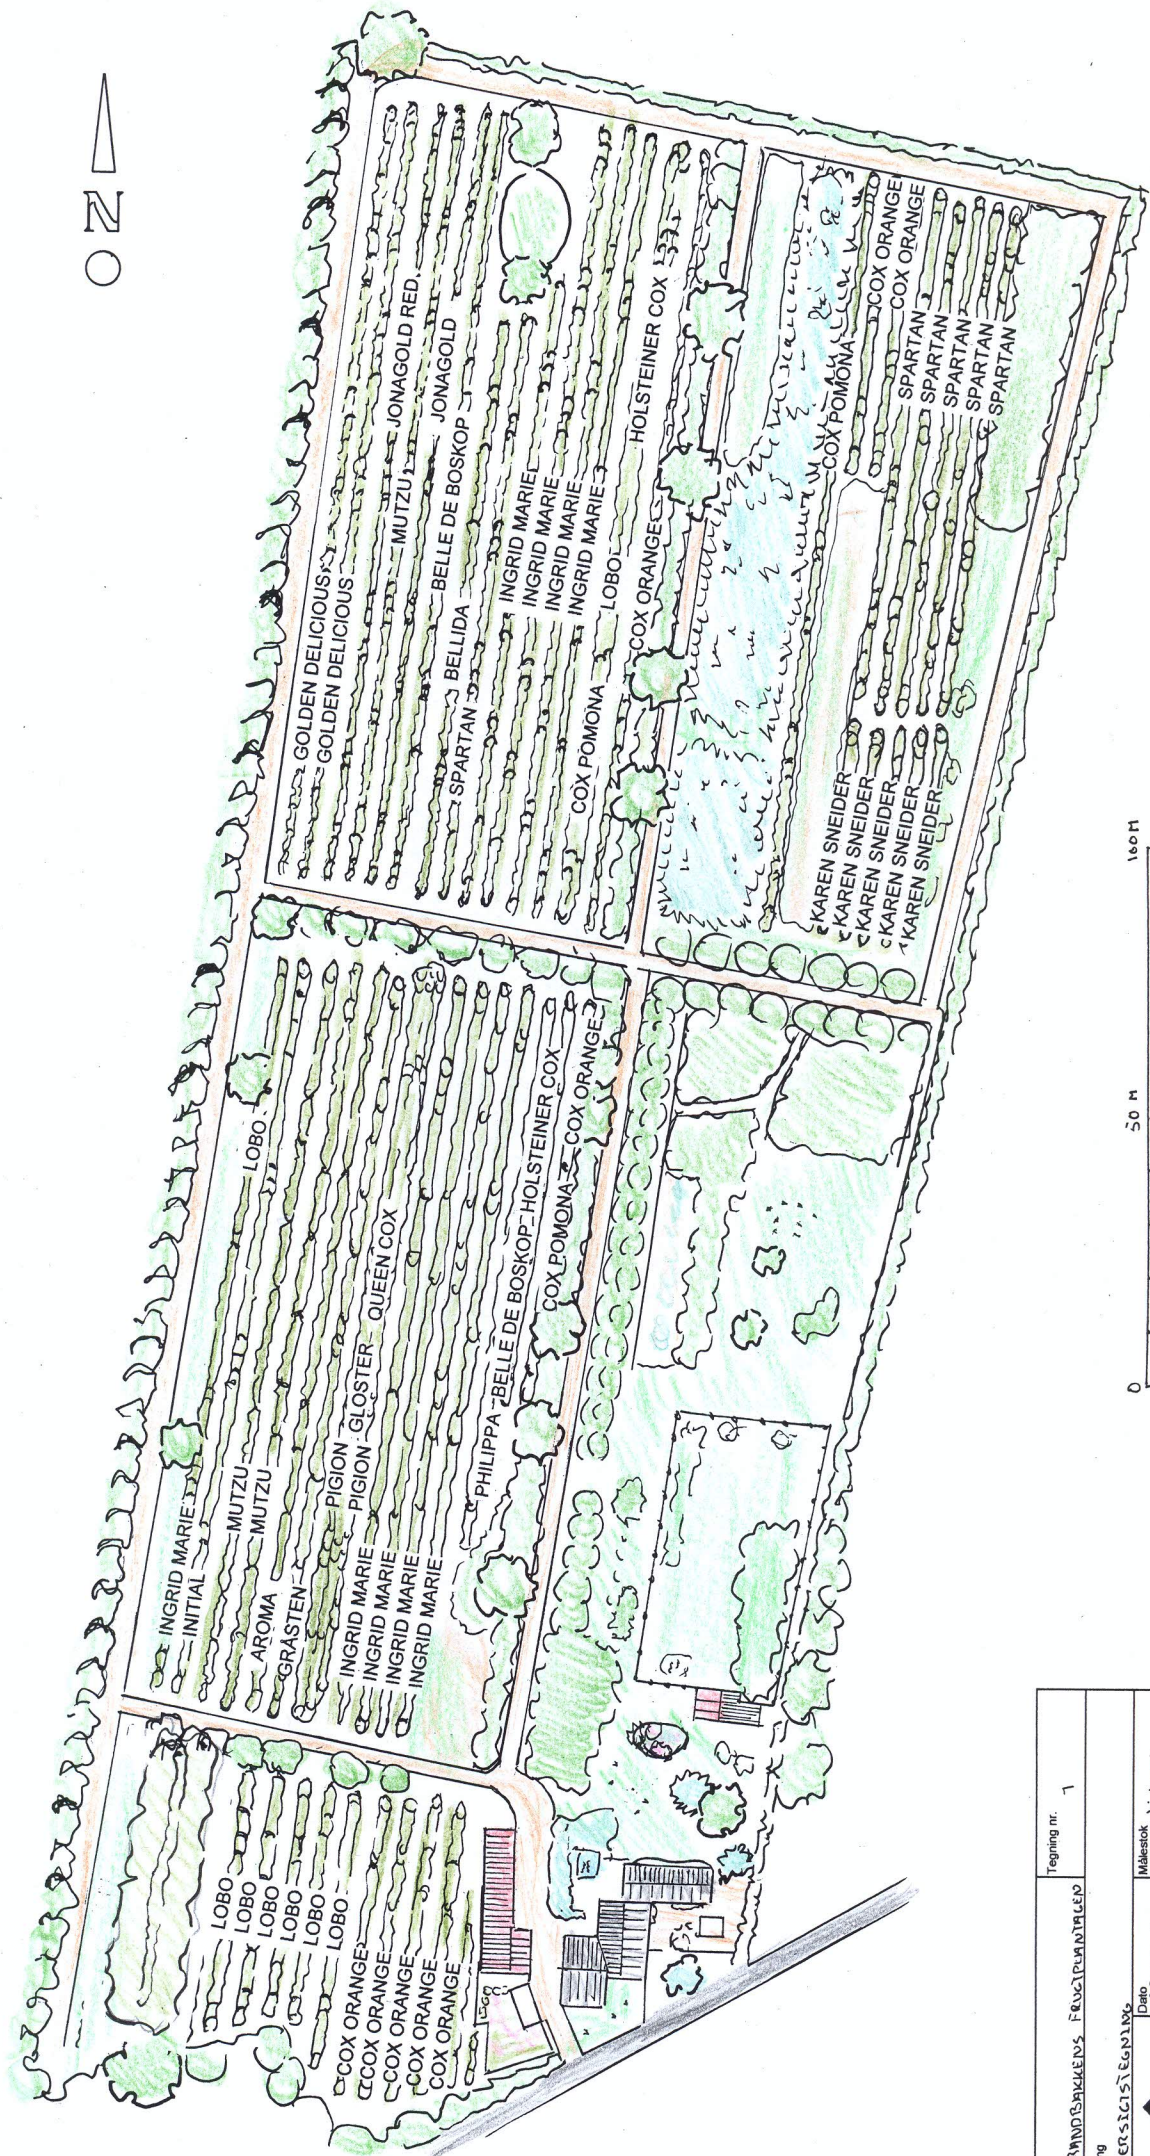 N
O
GOLDEN DELICIOUS
GOLDEN DELICIOUS
JONAGOLD RED
MUTZU
JONAGOLD
BELLE DE BOSKOP
BELLIDA
SPARTAN
INGRID MARIE
INGRID MARIE
INGRID MARIE
INGRID MARIE
HOLSTEINER COX
LOBO
COX POMONA
COX ORANGE
COX POMONA
COX ORANGE
COX ORANGE
SPARTAN
SPARTAN
SPARTAN
SPARTAN
SPARTAN
KAREN SNEIDER
KAREN SNEIDER
KAREN SNEIDER
KAREN SNEIDER
KAREN SNEIDER
LOBO
INGRID MARIE
INITIAL
MUTZU
MUTZU
AROMA
GRÅSTEN
PIGION
PIGION
GLOSTER
QUEEN COX
INGRID MARIE
INGRID MARIE
INGRID MARIE
INGRID MARIE
PHILIPPA
BELLE DE BOSKOP
HOLSTEINER COX
COX POMONA
COX ORANGE
LOBO
LOBO
LOBO
LOBO
LOBO
LOBO
COX ORANGE
COX ORANGE
COX ORANGE
COX ORANGE
COX ORANGE
0
50 M
160 M
Tegning nr.
1
RANDBAKKENS FRUGTPLANTAGEN
ng
ERSIGTSTEGNING
Dato
Målestok